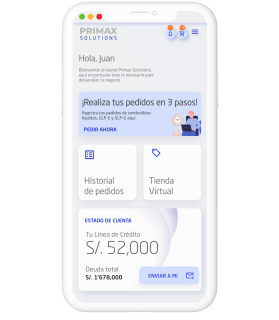 PRIMAX
SOLUTIONS
Hola, Juan
Bienvenido al nuevo Primax Solutions,
aquí encontrarás todo lo necesario para
desarrollar tu negocio
¡Realiza tus pedidos en 3 pasos!
Registra tus pedidos de combustibles
líquidos, GLP-E y GLP-G aquí
PEDIR AHORA
Historial
de pedidos
Tienda
Virtual
ESTADO DE CUENTA
Tu Línea de Crédito
S/. 52,000
Deuda total
S/. 1'678,000
ENVIAR A MI